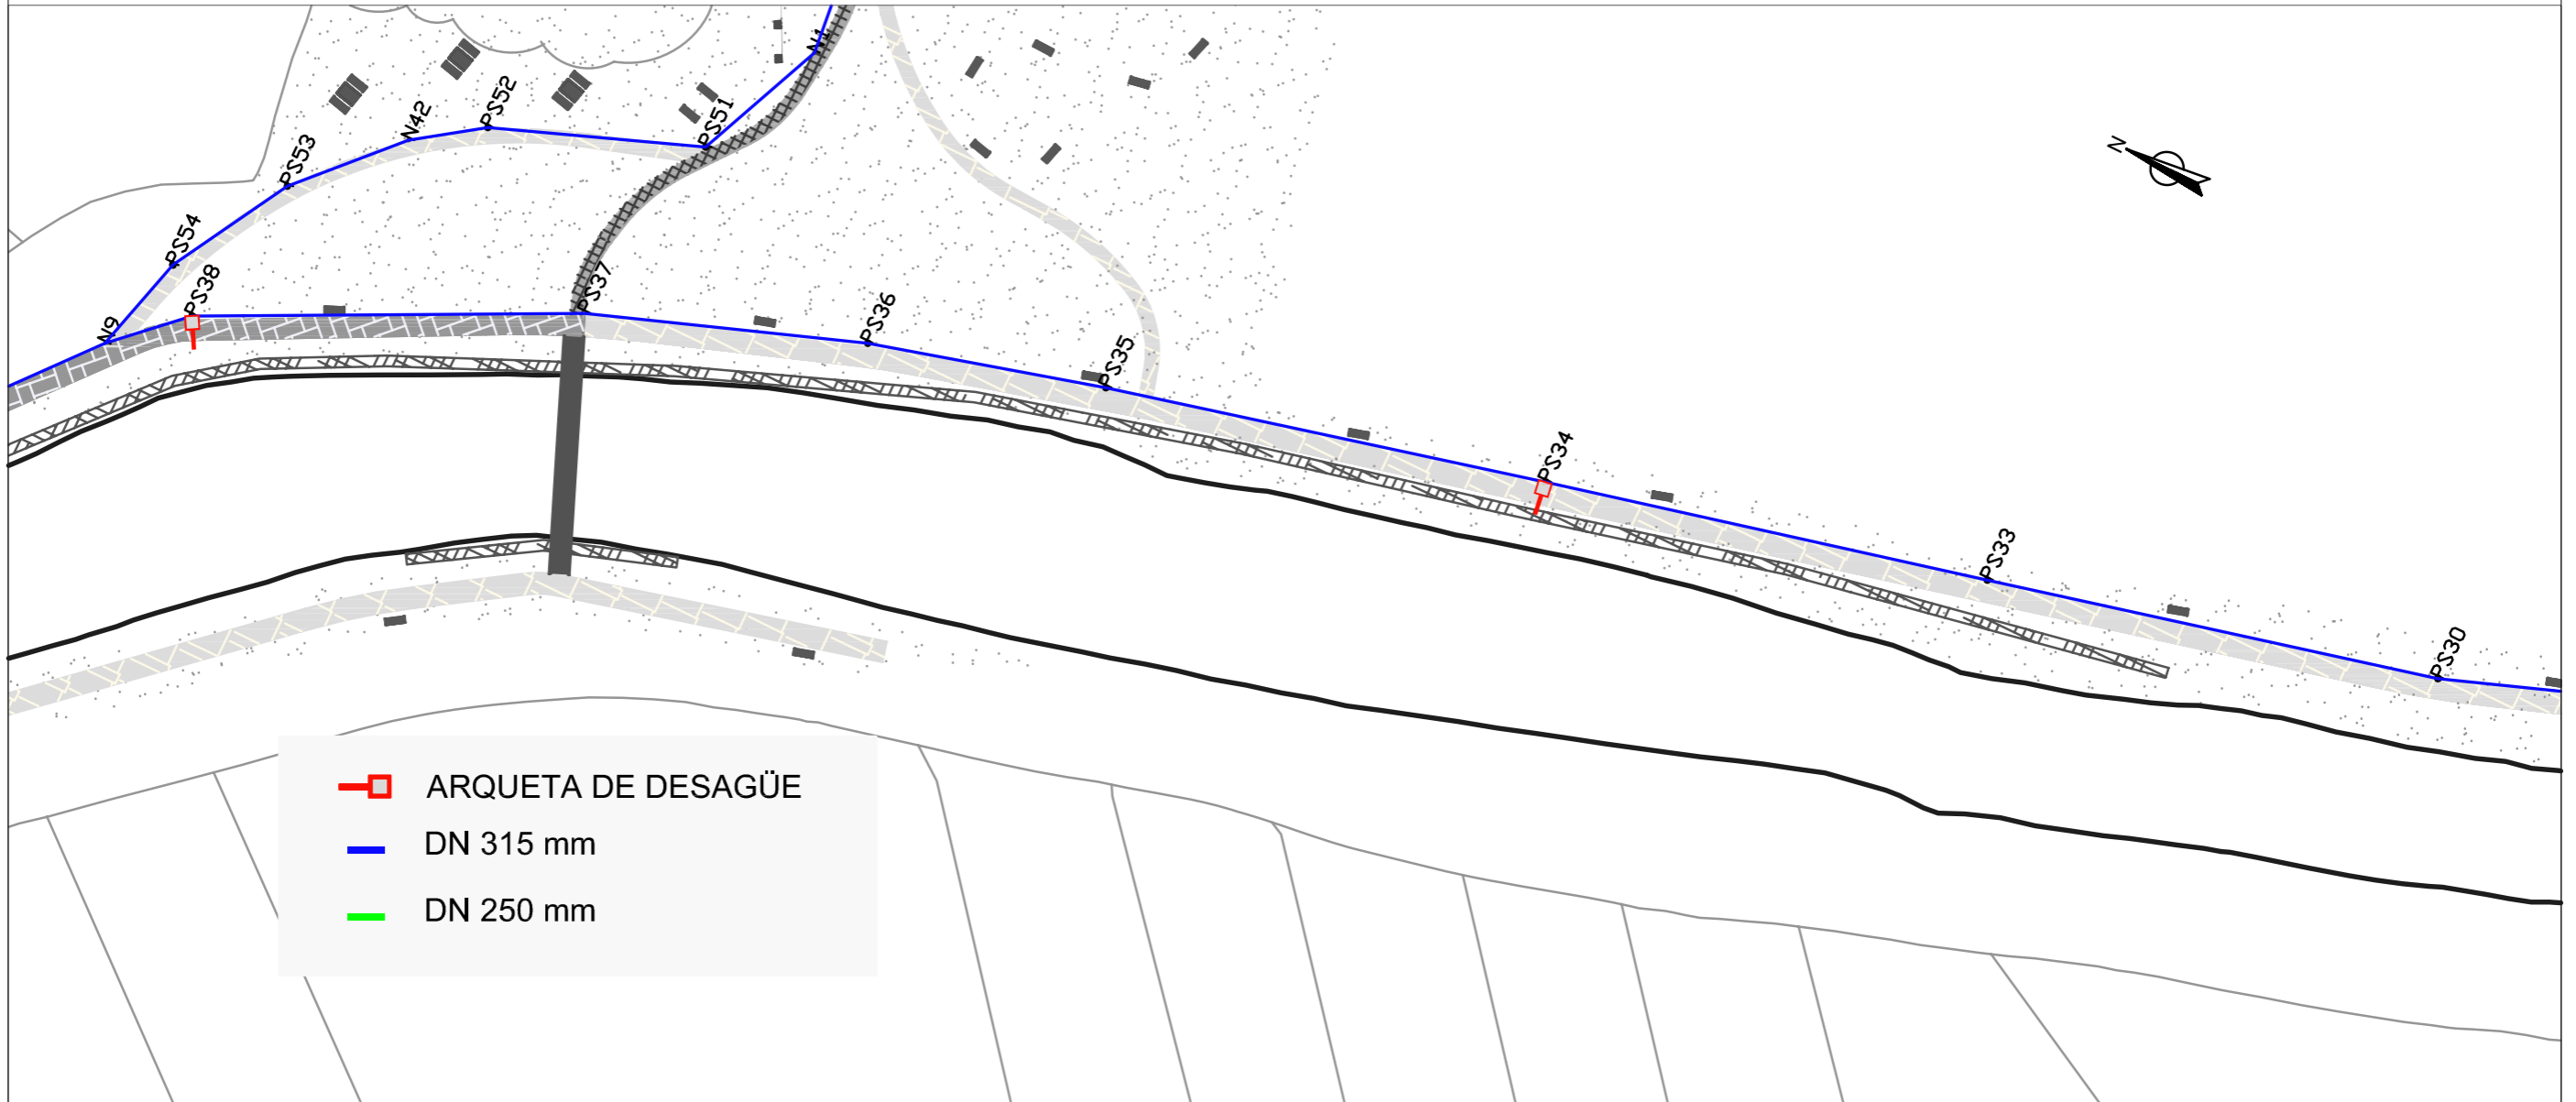 N1
PS52
PS51
N42
PS53
N
PS54
PS38
PS37
N9
PS36
PS35
PS34
PS33
PS30
ARQUETA DE DESAGÜE
DN 315 mm
DN 250 mm